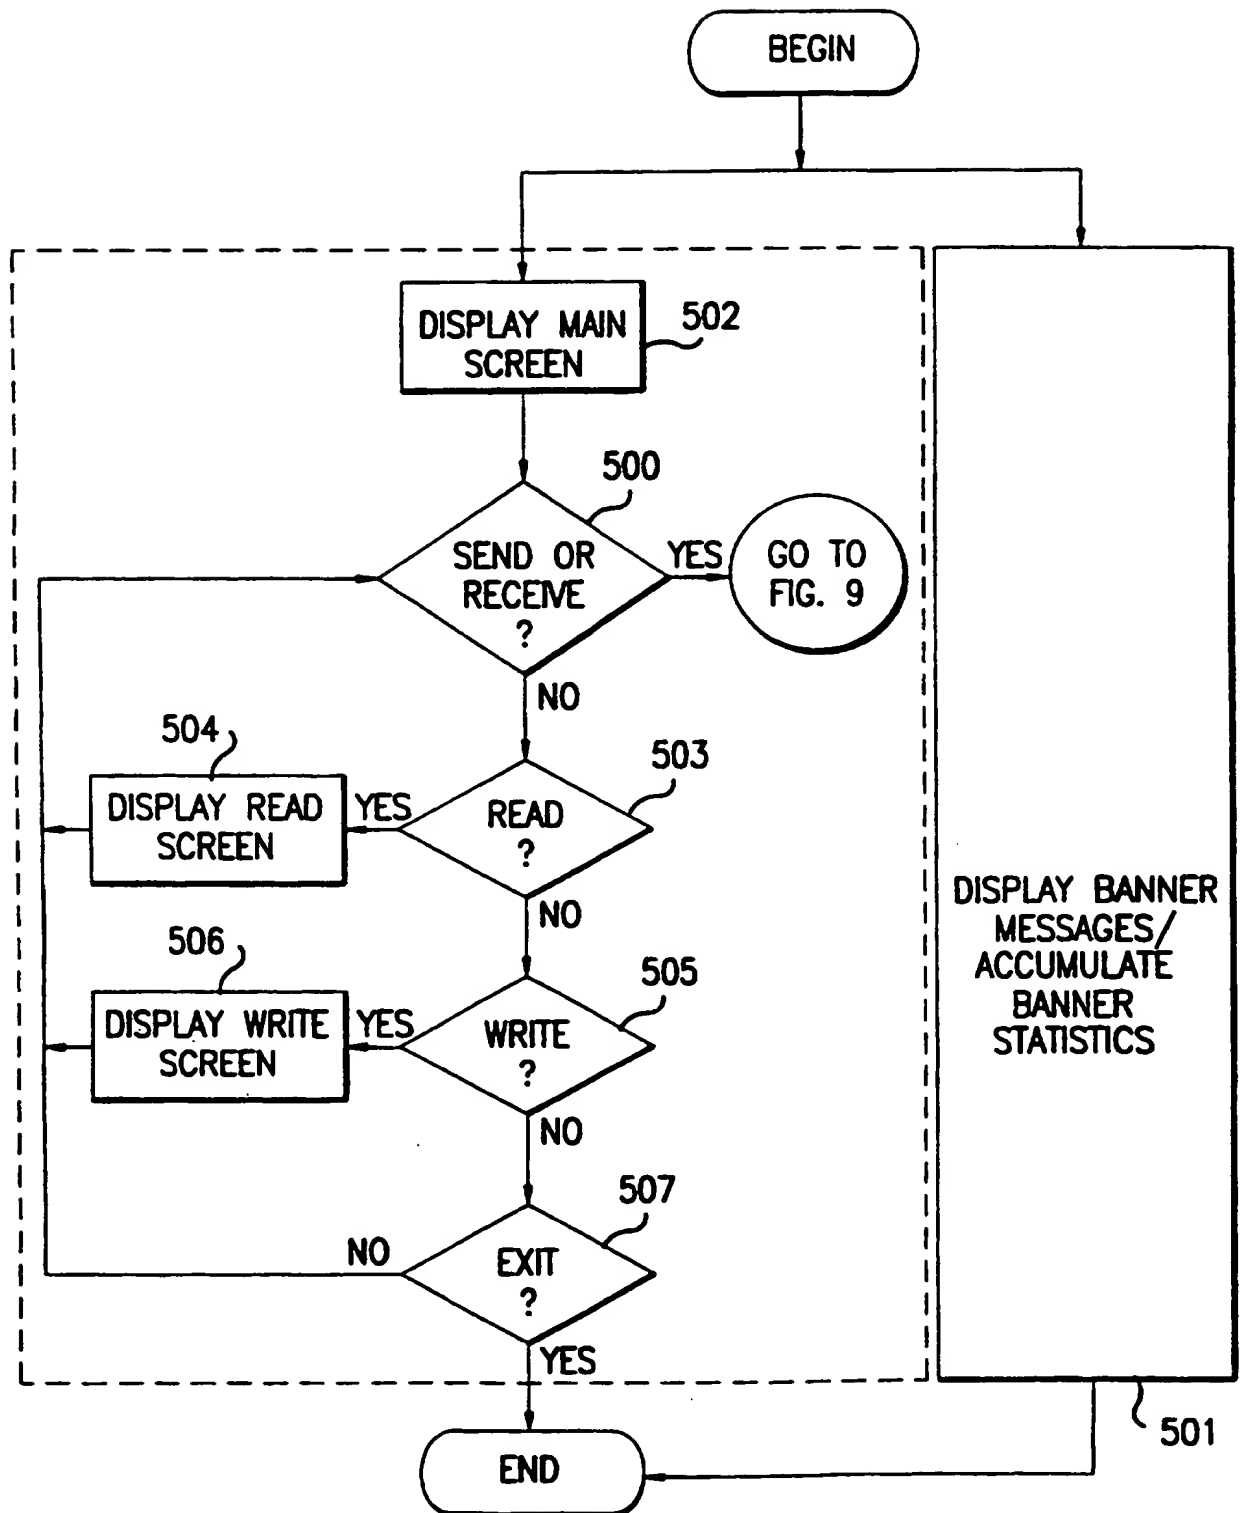 BEGIN
DISPLAY MAIN
SCREEN
502
500
SEND OR
RECEIVE
?
YES
GO TO
FIG. 9
NO
504
503
DISPLAY READ
SCREEN
YES
READ
?
NO
506
505
DISPLAY WRITE
SCREEN
YES
WRITE
?
NO
507
NO
EXIT
?
YES
END
DISPLAY BANNER
MESSAGES/
ACCUMULATE
BANNER
STATISTICS
501